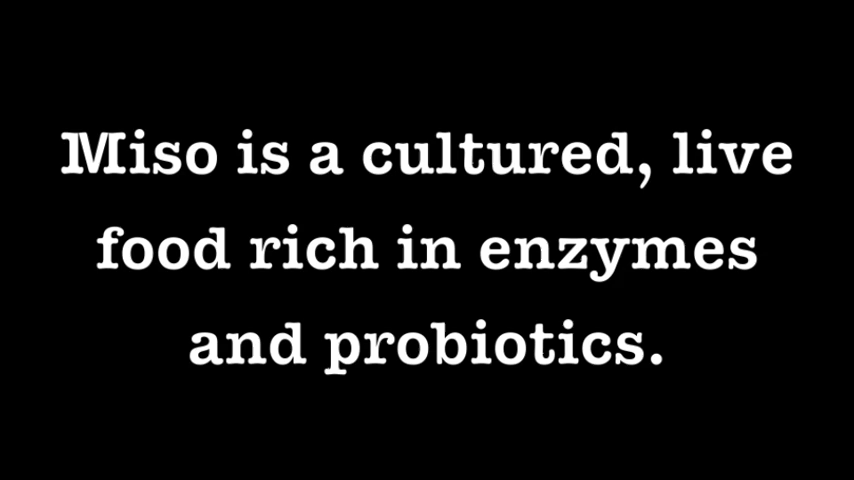 Miso is a cultured, live
food rich in enzymes
and probiotics.